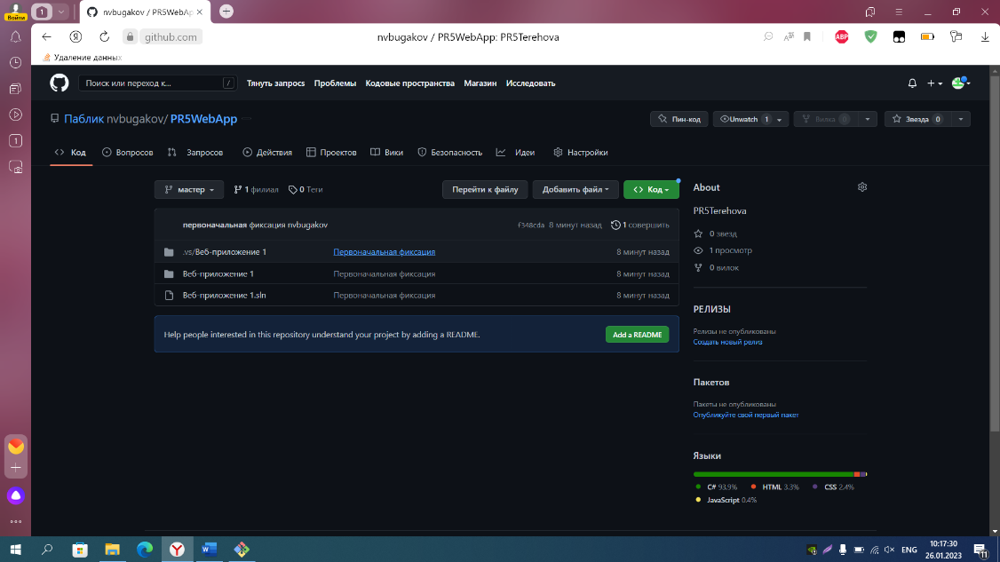 Войти
1
nvbugakov / PR5WebAp
github.com
nvbugakov / PR5WebApp: PR5Terehova
ABP
Удаление данных
Поиск или переход к...
/
Тянуть запрос Проблемы Кодовые пространства Магазин Исследовать
Паблик nvbugakov/ PR5WebApp
Пин-код
Unwatch 1
Вилка 0
Звезда 0
Код Вопросов Запросов Действия Проектов Вики Безопасность Идеи Настройки
1
мастер
1 филиал
0 Теги
Перейти к файлу
Добавить файл
Код
первоначальная фиксация nvbugakov
f348cda 8 минут назад
1 совершить
.vs/Веб-приложение 1 Первоначальная фиксация 8 минут назад
Веб-приложение 1 Первоначальная фиксация 8 минут назад
Веб-приложение 1.sln Первоначальная фиксация 8 минут назад
Help people interested in this repository understand your project by adding a README.
Add a README
About
PR5Terehova
0 звезд
1 просмотр
0 вилок
РЕЛИЗЫ
Релизы не опубликованы
Создать новый релиз
Пакетов
Пакеты не опубликованы
Опубликуйте свой первый пакет
Языки
C# 93.9% HTML 3.3% CSS 2.4%
JavaScript 0.4%
ENG
10:17:30
26.01.2023
11